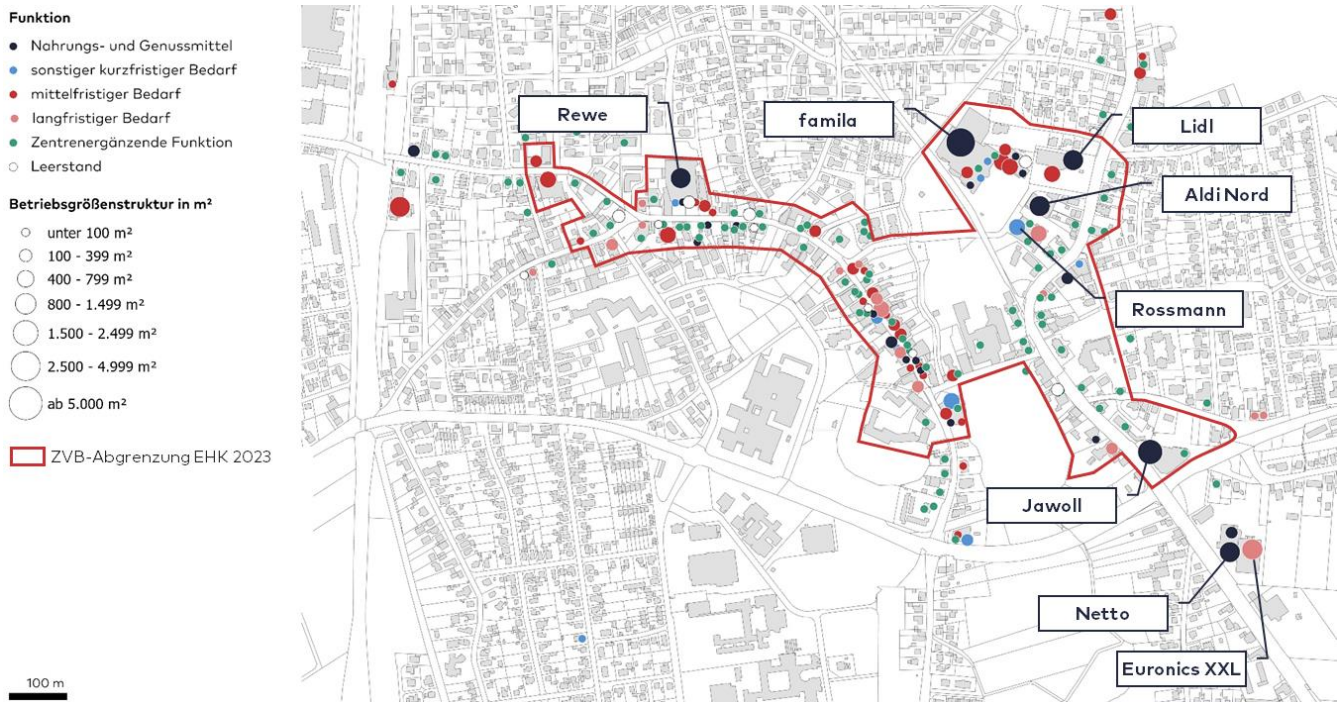 Funktion
Nahrungs- und Genussmittel
sonstiger kurzfristiger Bedarf
mittelfristiger Bedarf
langfristiger Bedarf
Zentrenergänzende Funktion
Leerstand
Betriebsgrößenstruktur in m²
unter 100 m²
100 - 399 m²
400 - 799 m²
800 - 1.499 m²
1.500 - 2.499 m²
2.500 - 4.999 m²
ab 5.000 m²
ZVB-Abgrenzung EHK 2023
100 m
Rewe
famila
Lidl
Aldi Nord
Rossmann
Jawoll
Netto
Euronics XXL